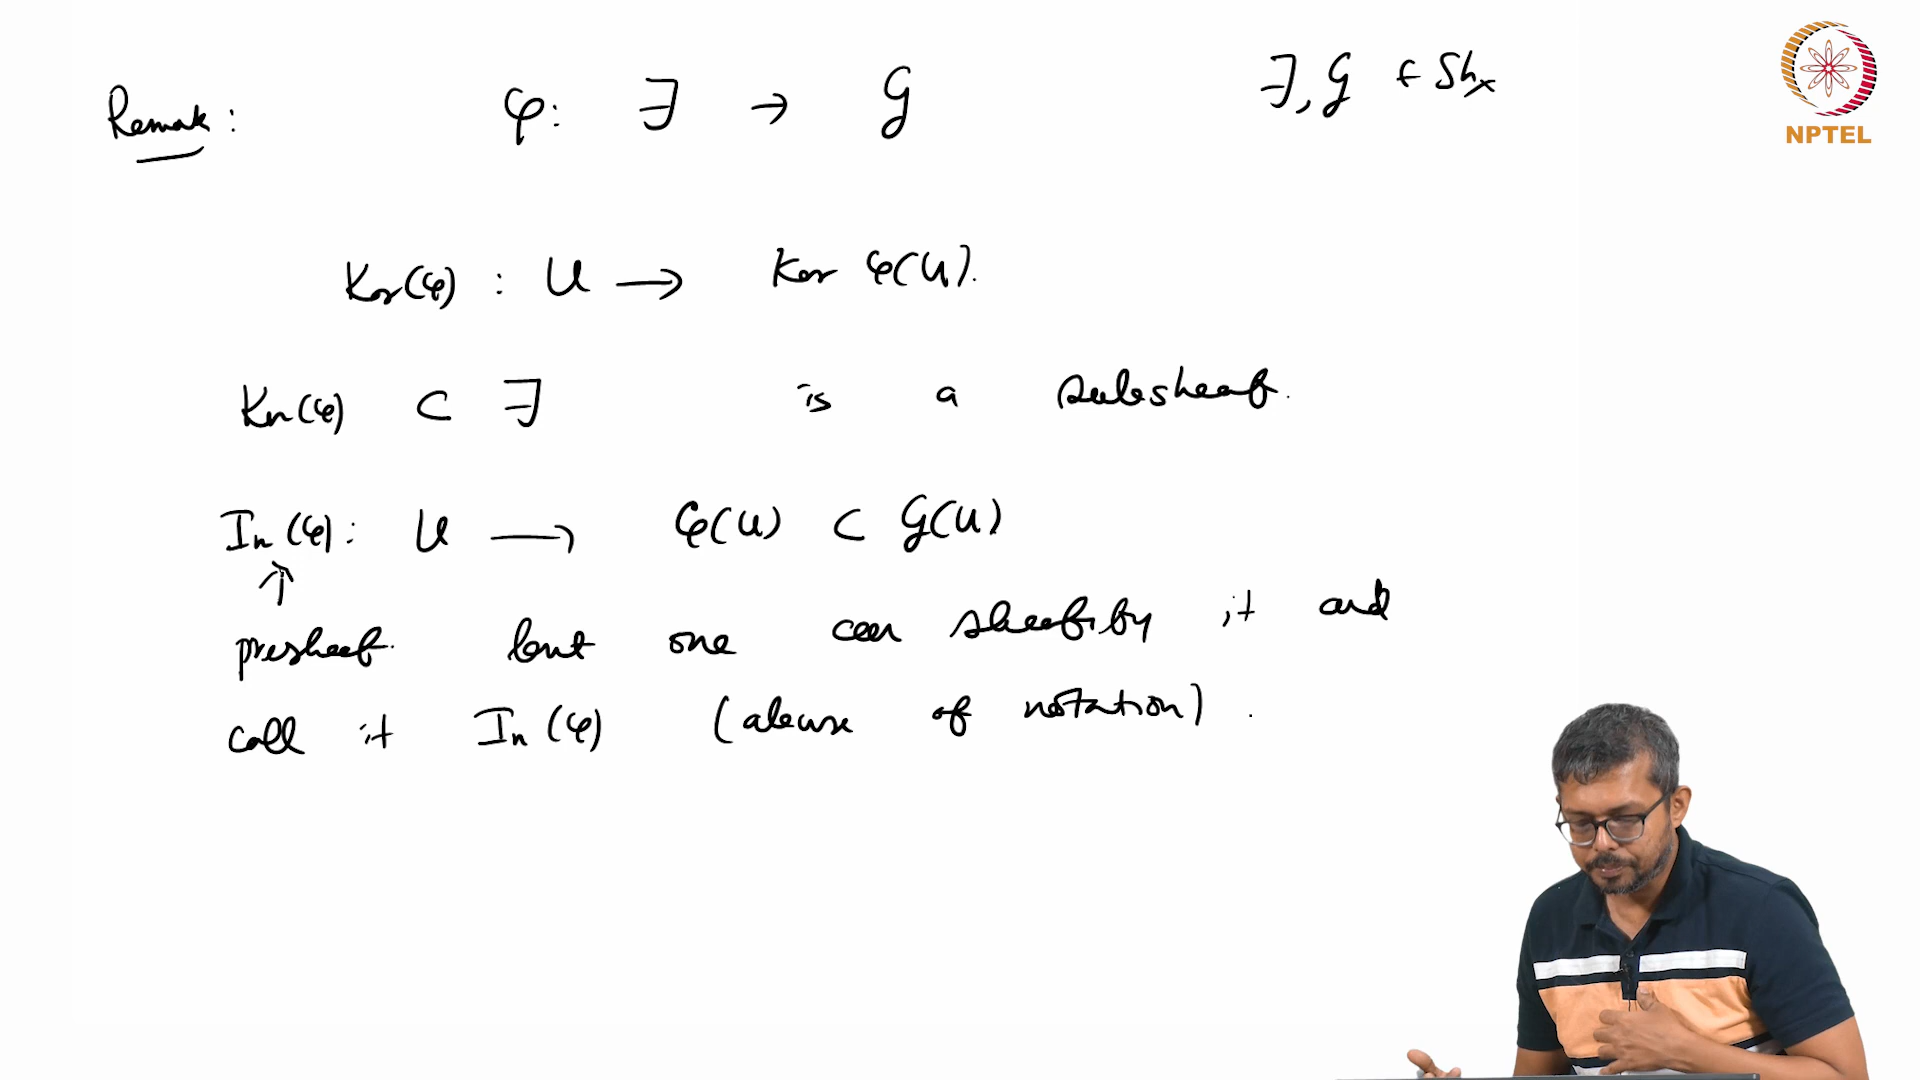 Remark: φ: ℱ → 𝒢 ℱ, 𝒢 ∈ Sh_X
NPTEL
Ker(φ) : U ⟶ Ker φ(U).
Ker(φ) ⊂ ℱ is a subsheaf.
Im(φ): U ⟶ φ(U) ⊂ 𝒢(U)
↑
presheaf. but one can sheafify it and
call it Im(φ) (abuse of notation).